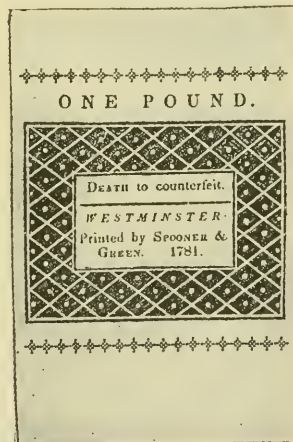 ONE POUND.
DEATH to counterfeit.
WESTMINSTER.
Printed by SPOONER &
GREEN. 1781.